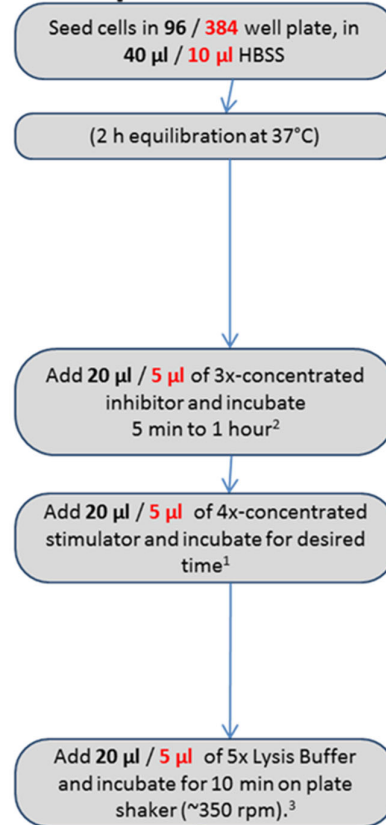 Seed cells in 96 / 384 well plate, in
40 µl / 10 µl HBSS
(2 h equilibration at 37°C)
Add 20 µl / 5 µl of 3x-concentrated
inhibitor and incubate
5 min to 1 hour²
Add 20 µl / 5 µl of 4x-concentrated
stimulator and incubate for desired
time¹
Add 20 µl / 5 µl of 5x Lysis Buffer
and incubate for 10 min on plate
shaker (~350 rpm).³